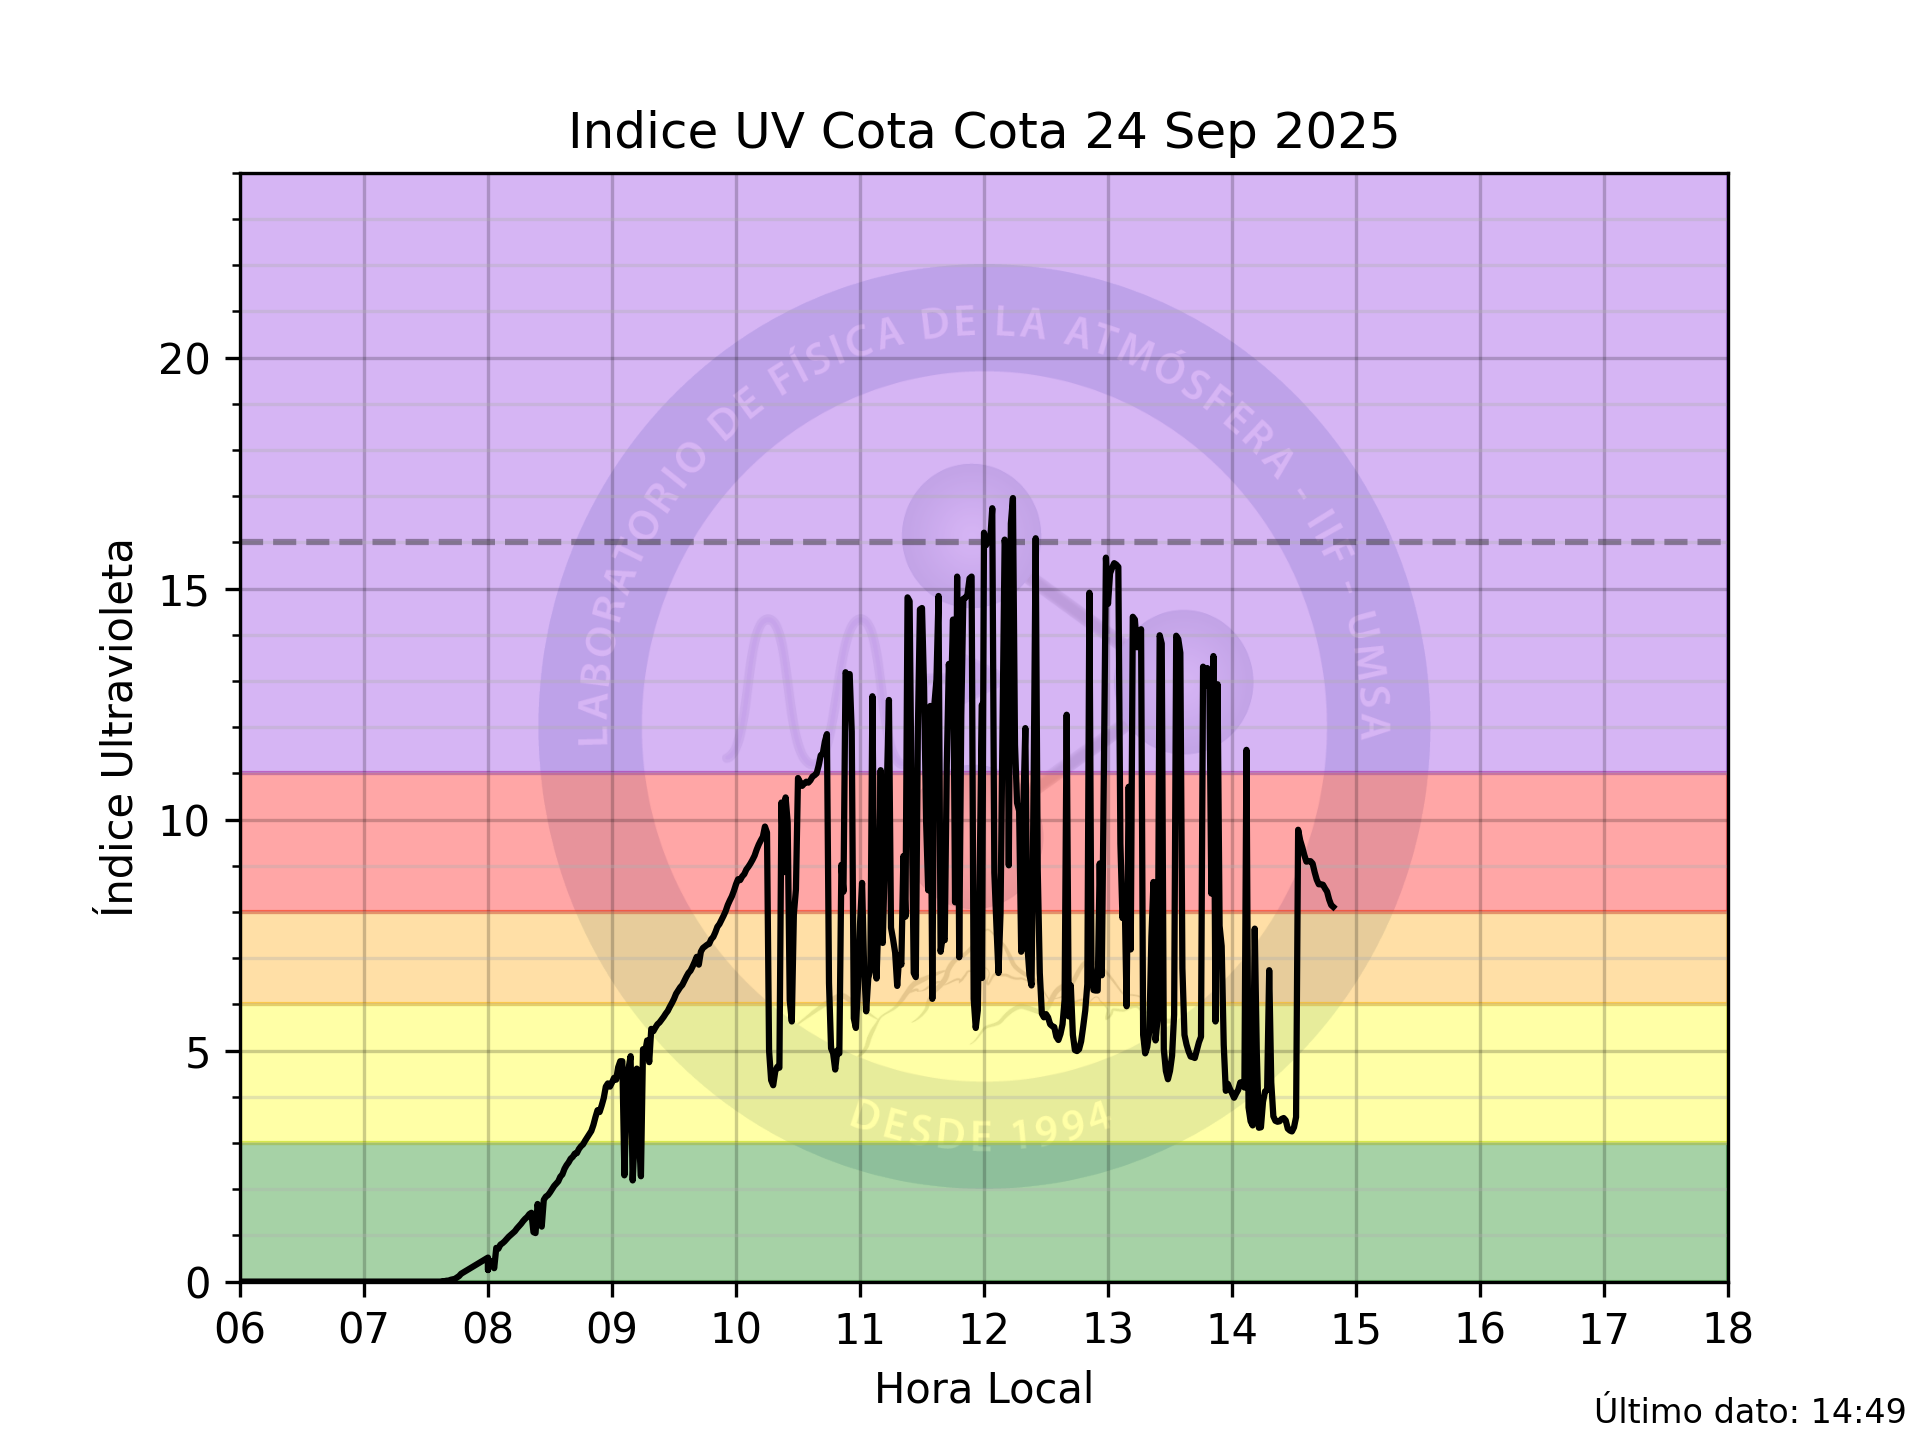 Indice UV Cota Cota 24 Sep 2025
LABORATORIO DE FÍSICA DE LA ATMÓSFERA - IIF - UMSA
DESDE 1994
Índice Ultravioleta
20
15
10
5
0
06 07 08 09 10 11 12 13 14 15 16 17 18
Hora Local
Último dato: 14:49